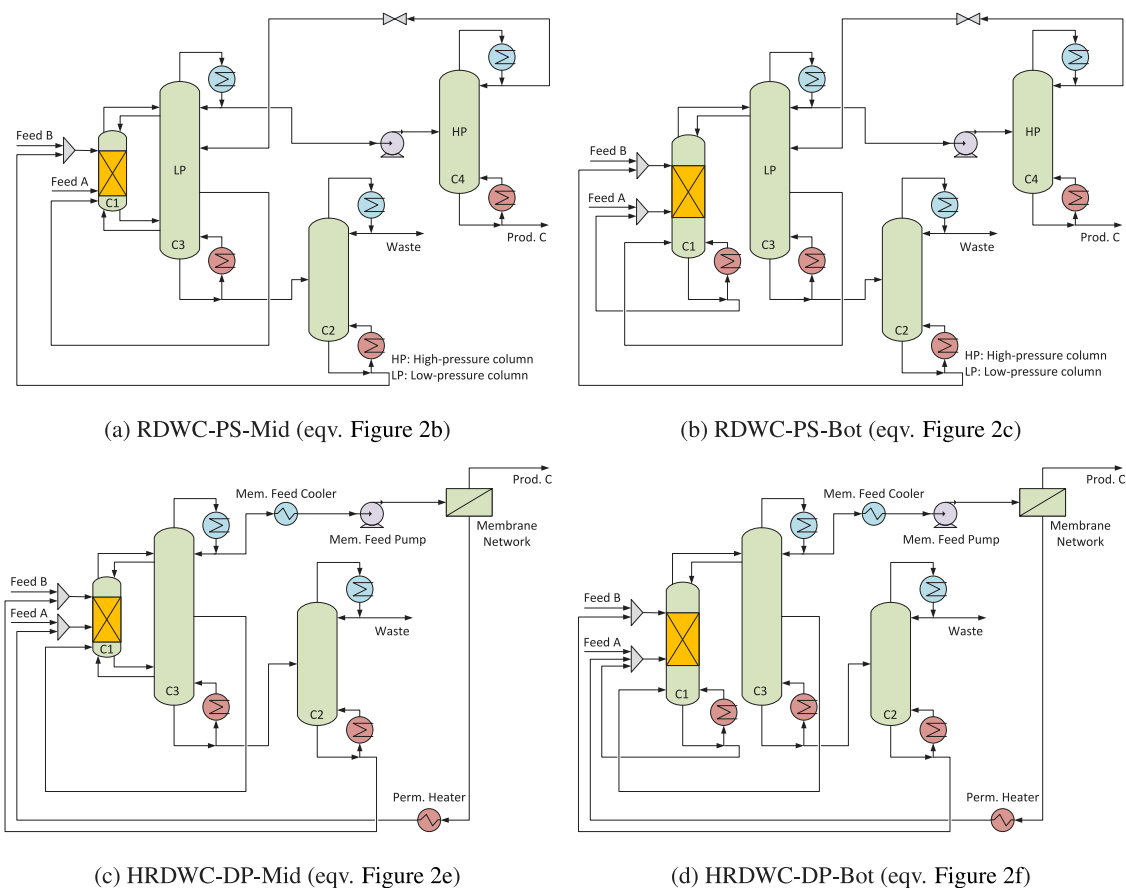 HP
Feed B
LP
Feed A
C1
C4
Prod. C
Waste
C3
C2
HP: High-pressure column
LP: Low-pressure column
(a) RDWC-PS-Mid (eqv. Figure 2b)
HP
Feed B
LP
Feed A
C4
Prod. C
Waste
C1
C3
C2
HP: High-pressure column
LP: Low-pressure column
(b) RDWC-PS-Bot (eqv. Figure 2c)
Prod. C
Mem. Feed Cooler
Membrane
Network
Mem. Feed Pump
Feed B
Feed A
Waste
C1
C3
C2
Perm. Heater
(c) HRDWC-DP-Mid (eqv. Figure 2e)
Prod. C
Mem. Feed Cooler
Membrane
Network
Mem. Feed Pump
Feed B
Feed A
Waste
C1
C3
C2
Perm. Heater
(d) HRDWC-DP-Bot (eqv. Figure 2f)